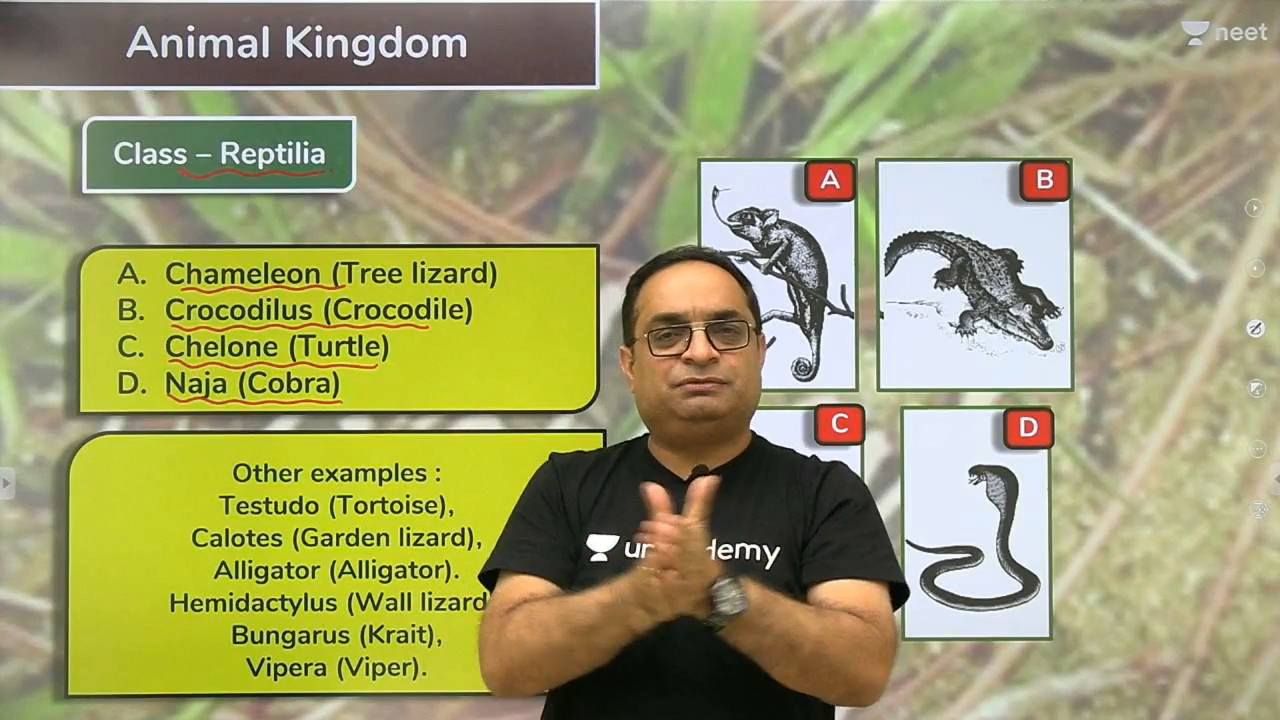 Animal Kingdom
neet
Class – Reptilia
A. Chameleon (Tree lizard)
B. Crocodilus (Crocodile)
C. Chelone (Turtle)
D. Naja (Cobra)
Other examples :
Testudo (Tortoise),
Calotes (Garden lizard),
Alligator (Alligator).
Hemidactylus (Wall lizard
Bungarus (Krait),
Vipera (Viper).
A
B
C
D